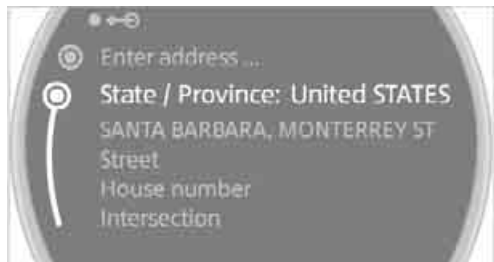 Enter address ...
State / Province: United STATES
SANTA BARBARA, MONTERREY ST
Street
House number
Intersection